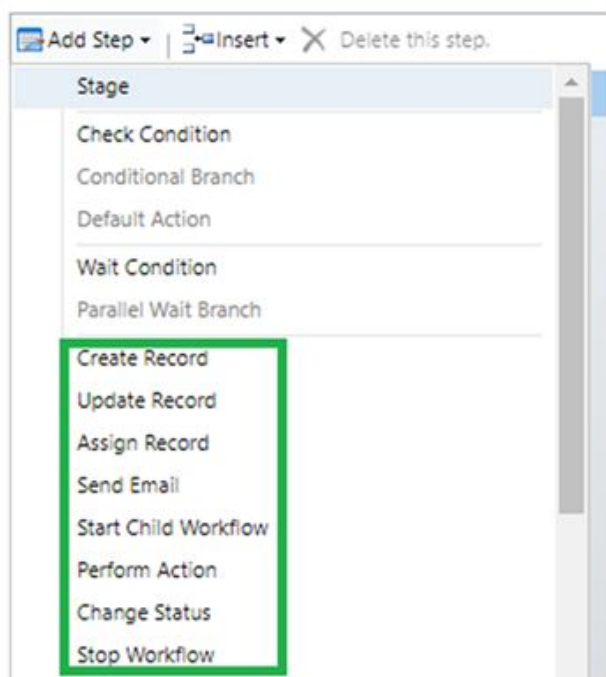 Add Step Insert Delete this step.
Stage
Check Condition
Conditional Branch
Default Action
Wait Condition
Parallel Wait Branch
Create Record
Update Record
Assign Record
Send Email
Start Child Workflow
Perform Action
Change Status
Stop Workflow